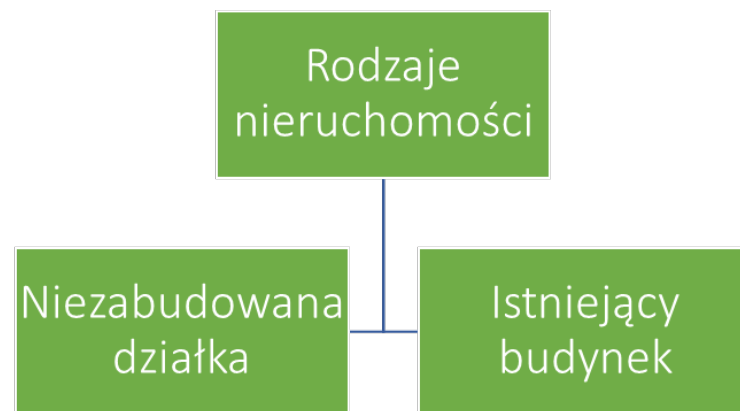 Rodzaje
nieruchomości
Niezabudowana
działka
Istniejący
budynek